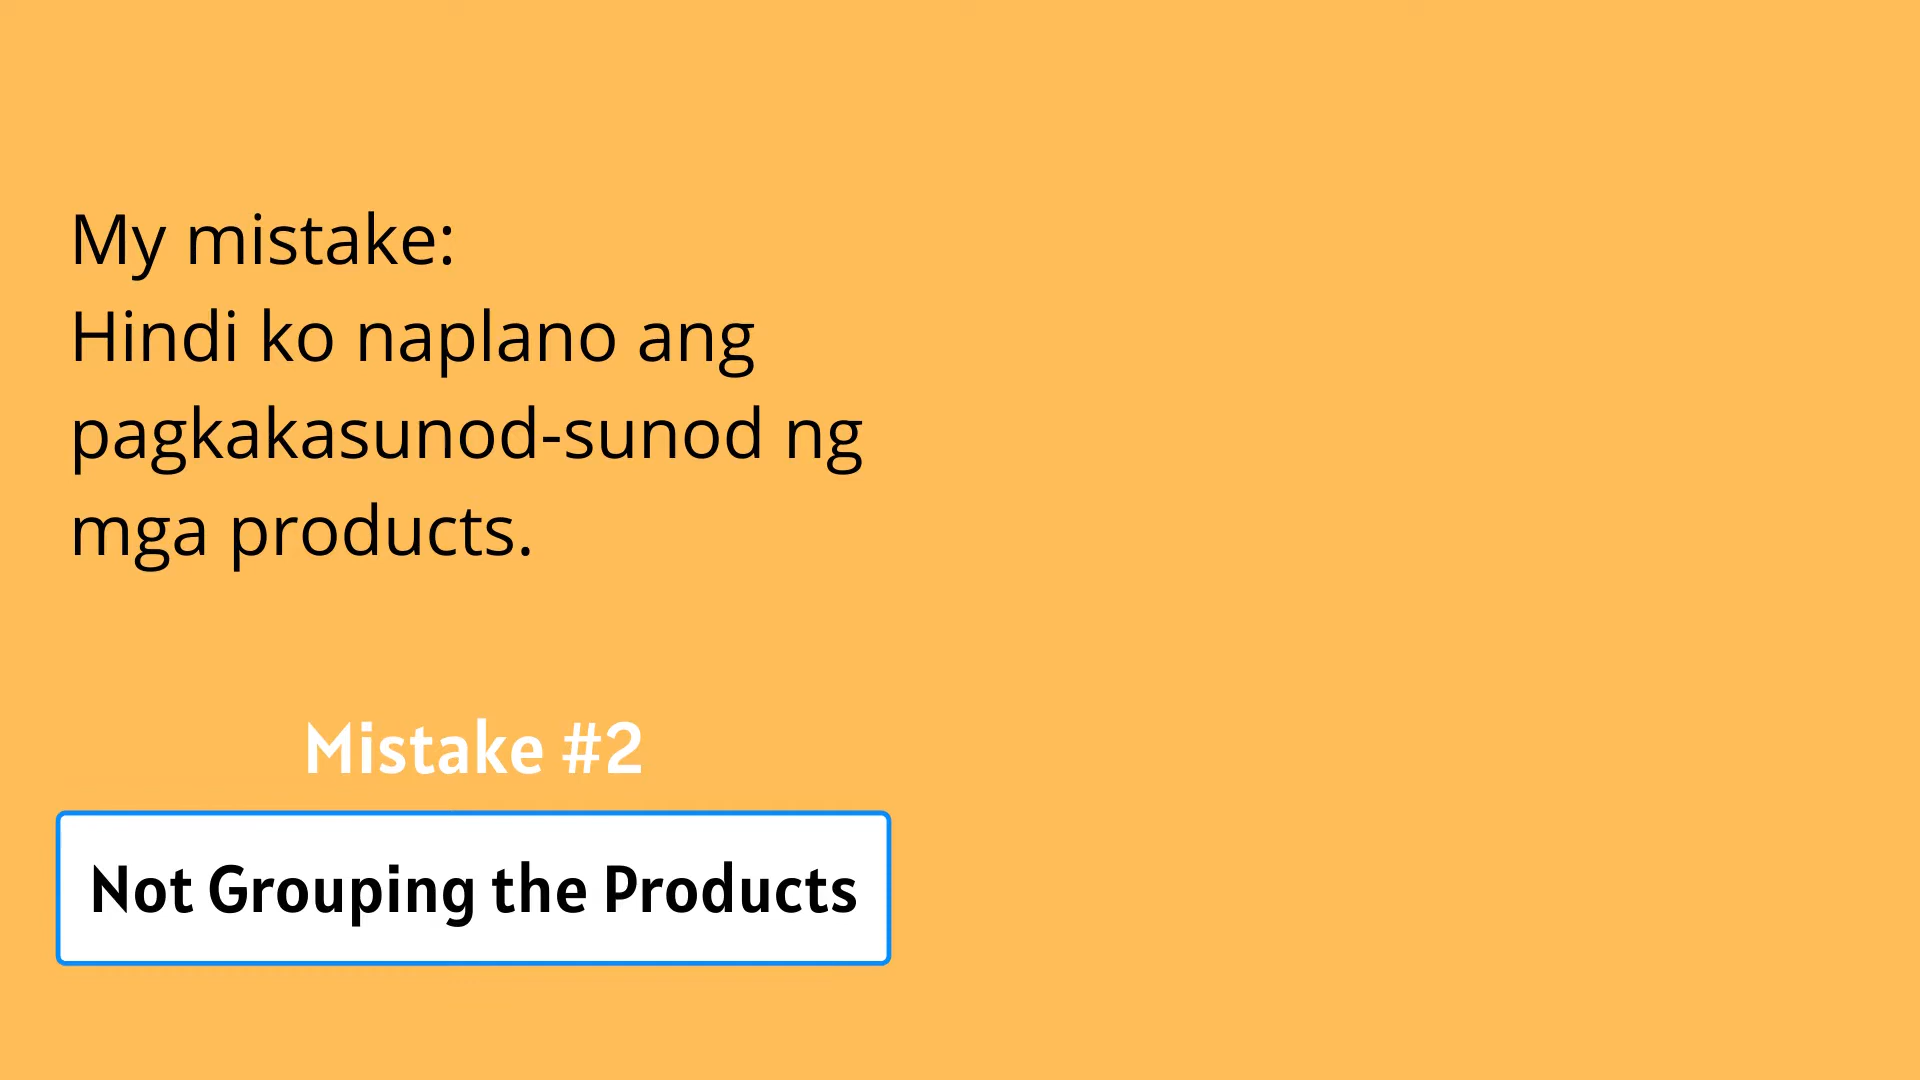 My mistake:
Hindi ko naplano ang
pagkakasunod-sunod ng
mga products.
Mistake #2
Not Grouping the Products